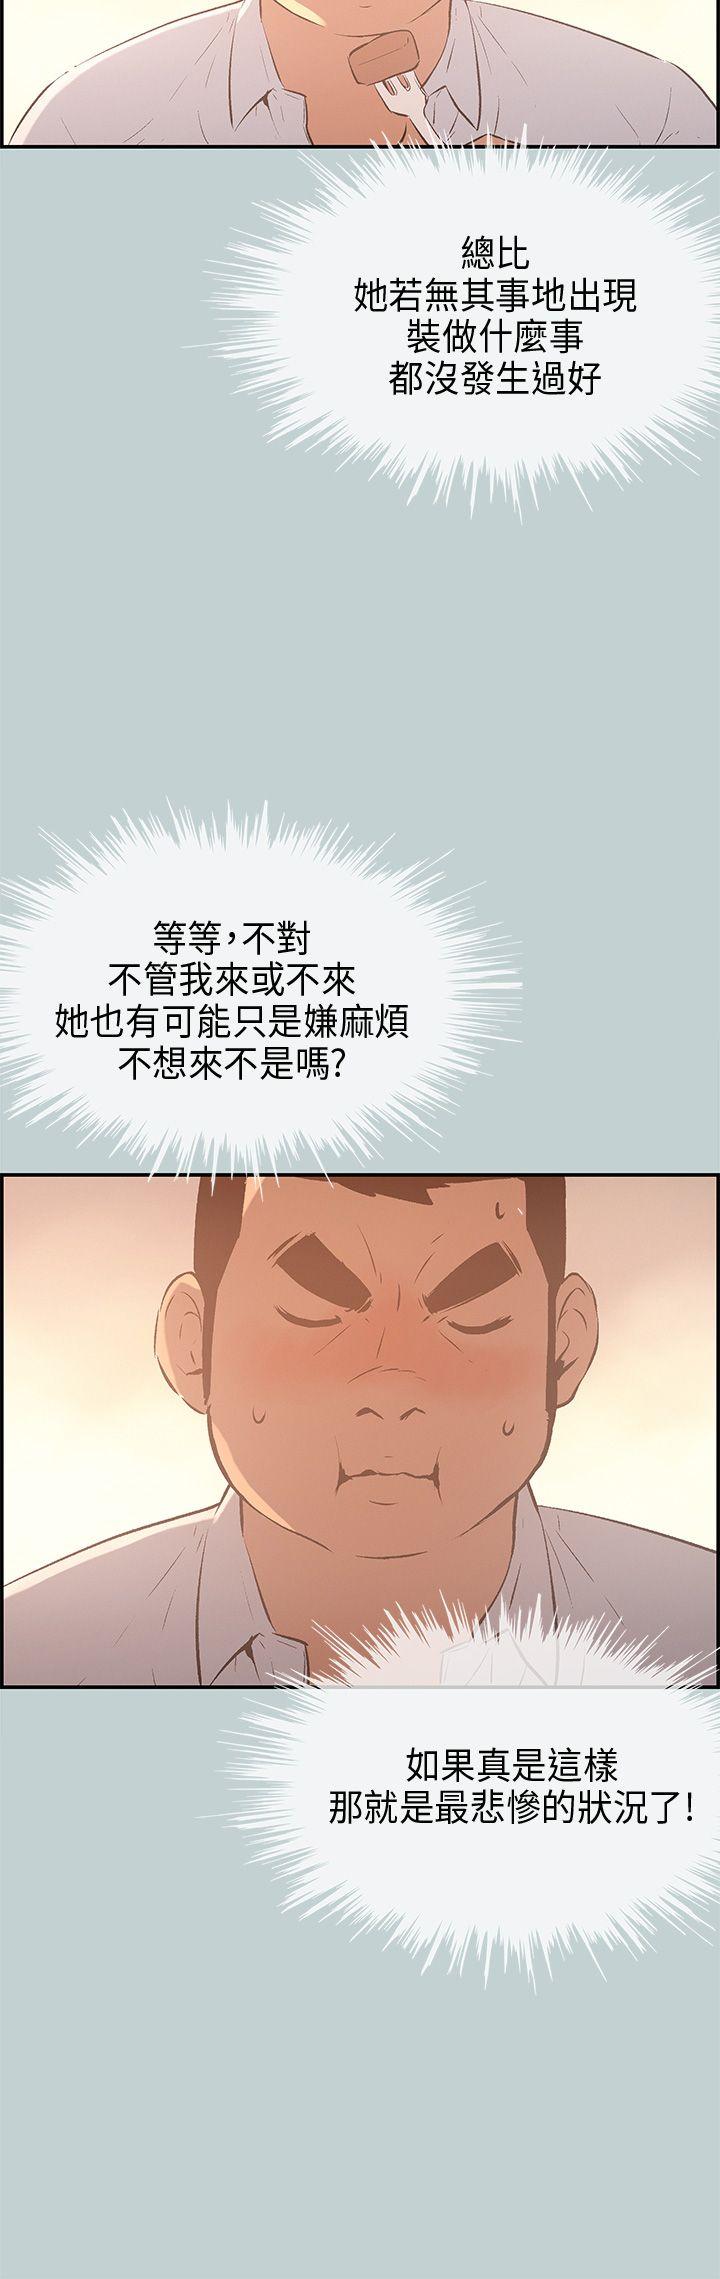 總比
她若無其事地出現
裝做什麼事
都沒發生過好
等等,不對
不管我來或不來
她也有可能只是嫌麻煩
不想來不是嗎?
如果真是這樣
那就是最悲慘的狀況了!